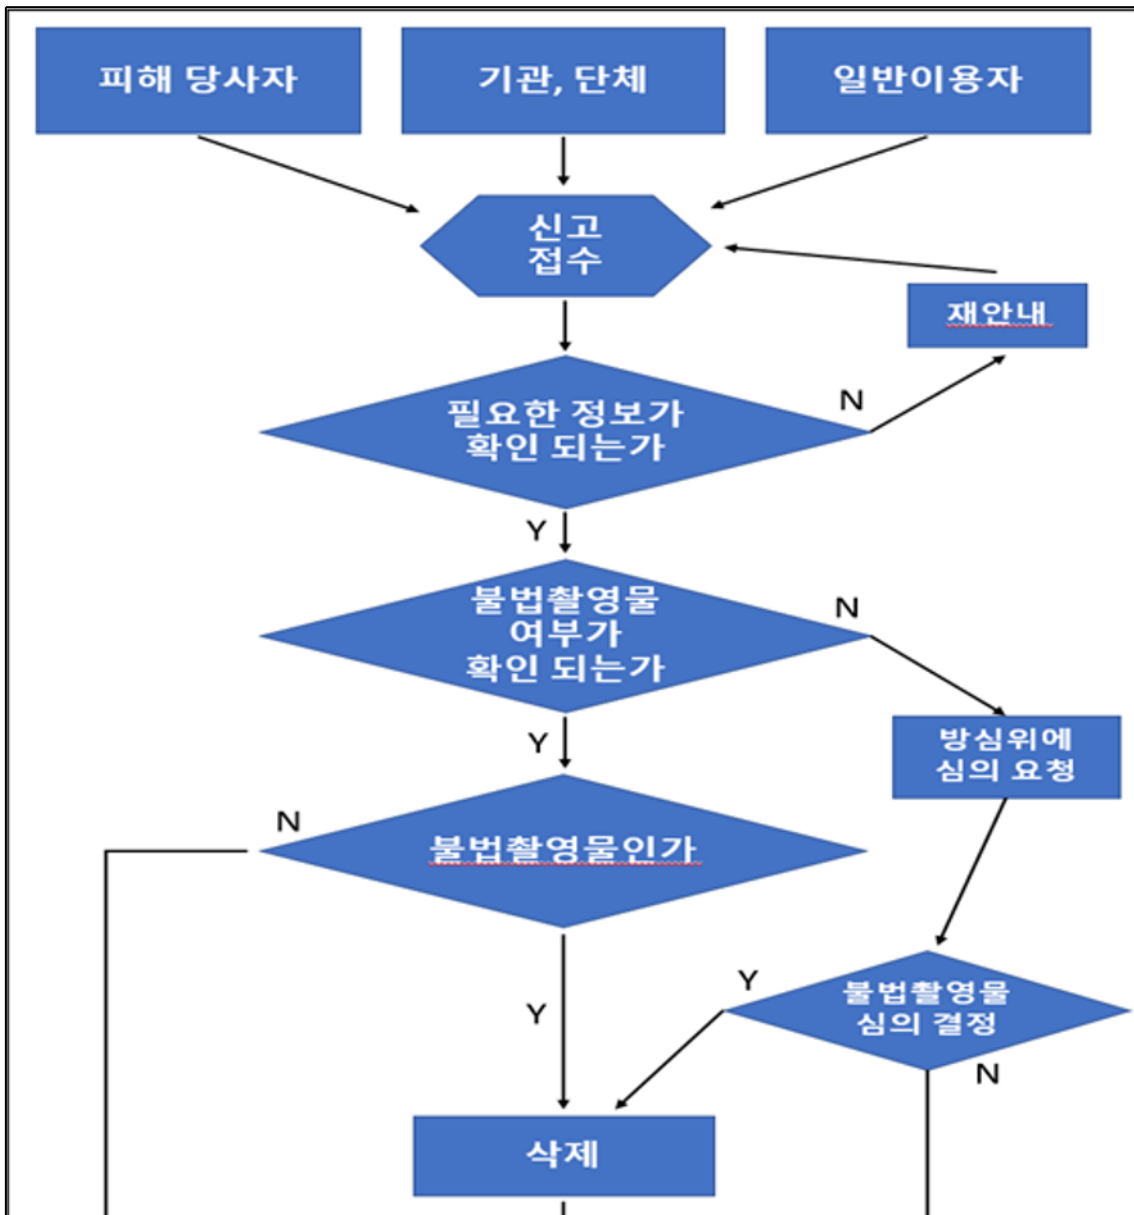 피해 당사자
기관, 단체
일반이용자
신고
접수
재안내
N
필요한 정보가
확인 되는가
Y
불법촬영물
여부가
확인 되는가
N
방심위에
심의 요청
Y
N
불법촬영물인가
Y
불법촬영물
심의 결정
Y
N
삭제